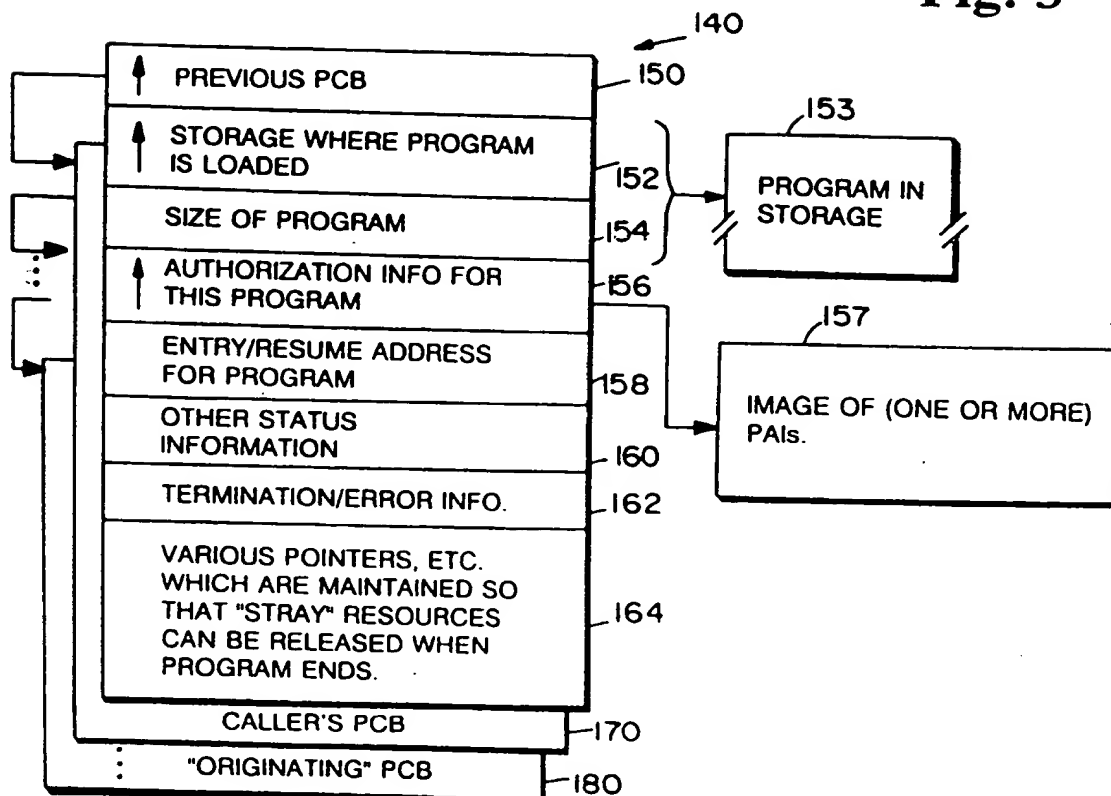 Fig. 5
140
PREVIOUS PCB
150
STORAGE WHERE PROGRAM
IS LOADED
152
SIZE OF PROGRAM
154
AUTHORIZATION INFO FOR
THIS PROGRAM
156
ENTRY/RESUME ADDRESS
FOR PROGRAM
158
OTHER STATUS
INFORMATION
160
TERMINATION/ERROR INFO.
162
VARIOUS POINTERS, ETC.
WHICH ARE MAINTAINED SO
THAT "STRAY" RESOURCES
CAN BE RELEASED WHEN
PROGRAM ENDS.
164
CALLER'S PCB
170
"ORIGINATING" PCB
180
153
PROGRAM IN
STORAGE
157
IMAGE OF (ONE OR MORE)
PAIs.